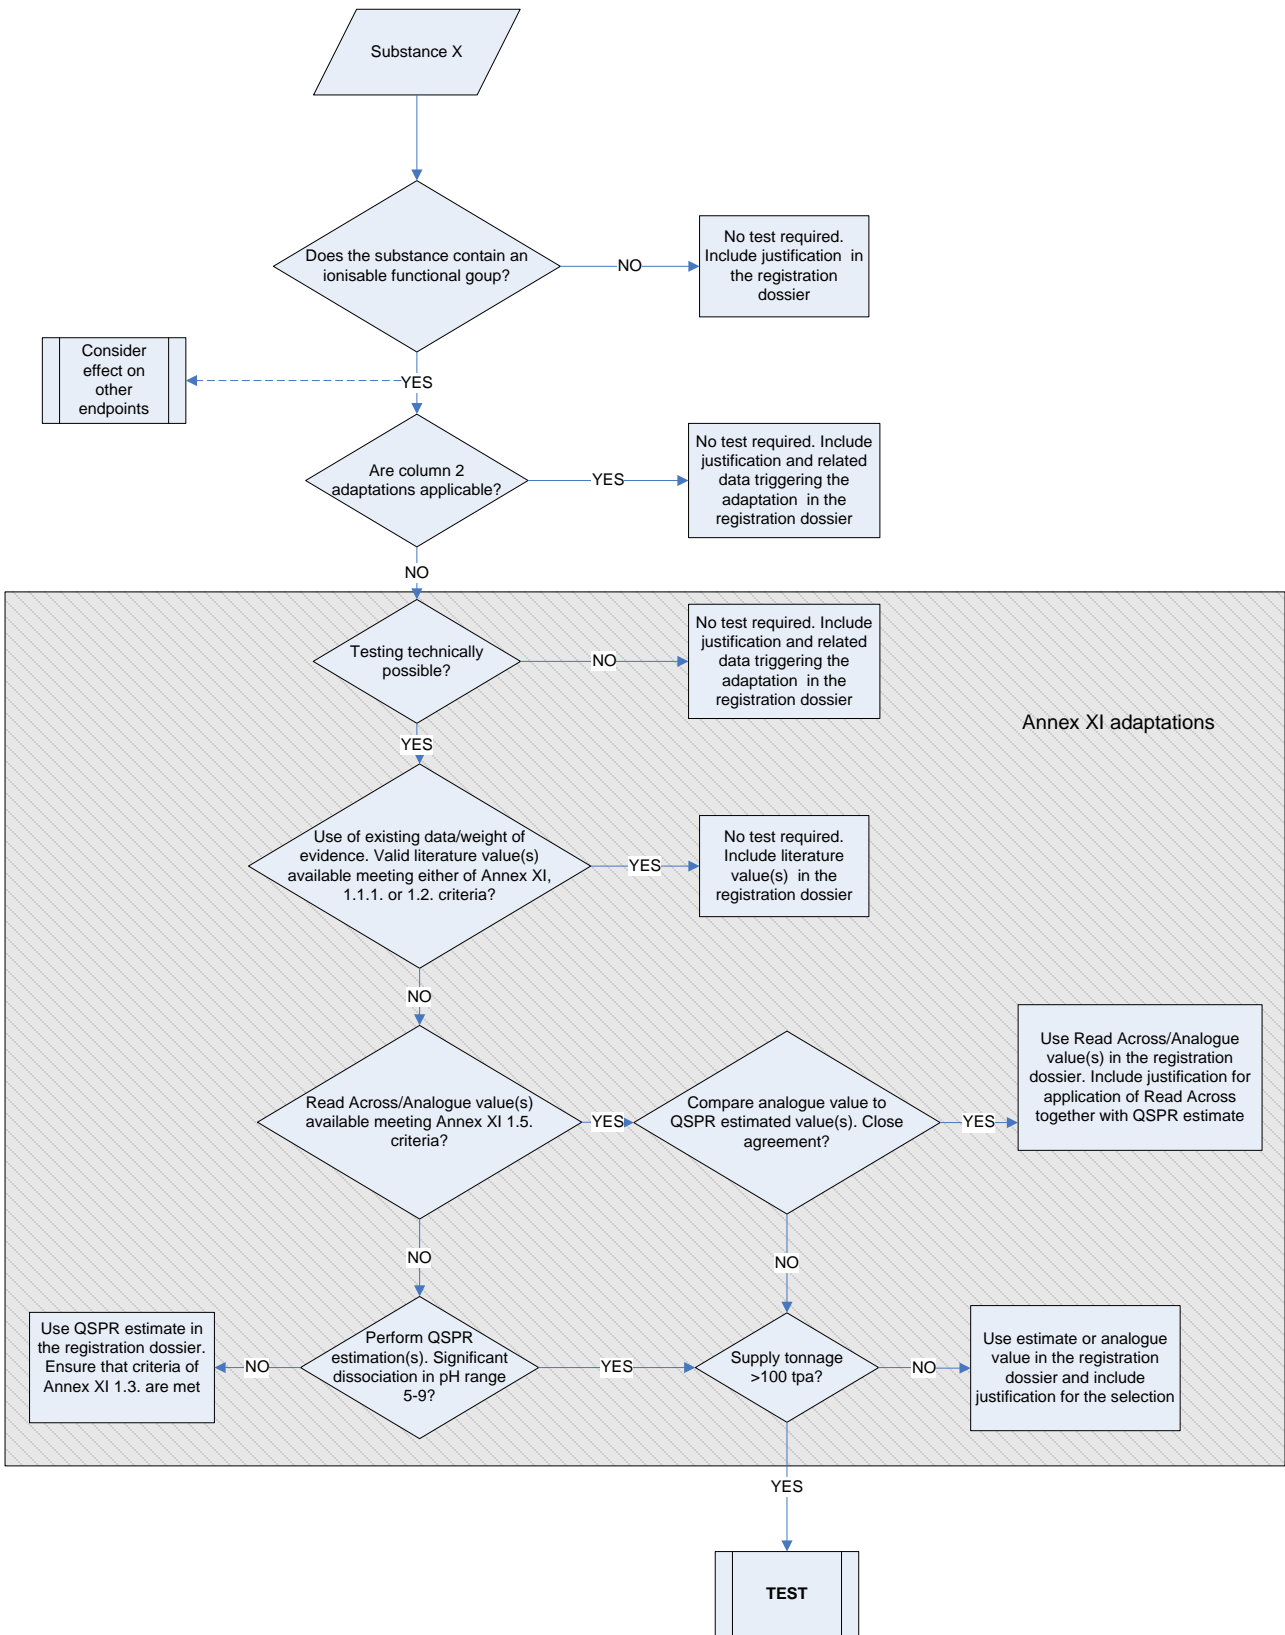 Substance X
Does the substance contain an
ionisable functional goup?
NO
No test required.
Include justification in
the registration
dossier
Consider
effect on
other
endpoints
YES
Are column 2
adaptations applicable?
YES
No test required. Include
justification and related
data triggering the
adaptation in the
registration dossier
NO
Testing technically
possible?
NO
No test required. Include
justification and related
data triggering the
adaptation in the
registration dossier
Annex XI adaptations
YES
Use of existing data/weight of
evidence. Valid literature value(s)
available meeting either of Annex XI,
1.1.1. or 1.2. criteria?
YES
No test required.
Include literature
value(s) in the
registration dossier
NO
Read Across/Analogue value(s)
available meeting Annex XI 1.5.
criteria?
YES
Compare analogue value to
QSPR estimated value(s). Close
agreement?
YES
Use Read Across/Analogue
value(s) in the registration
dossier. Include justification for
application of Read Across
together with QSPR estimate
NO
NO
Use QSPR estimate in
the registration dossier.
Ensure that criteria of
Annex XI 1.3. are met
NO
Perform QSPR
estimation(s). Significant
dissociation in pH range
5-9?
YES
Supply tonnage
>100 tpa?
NO
Use estimate or analogue
value in the registration
dossier and include
justification for the selection
YES
TEST